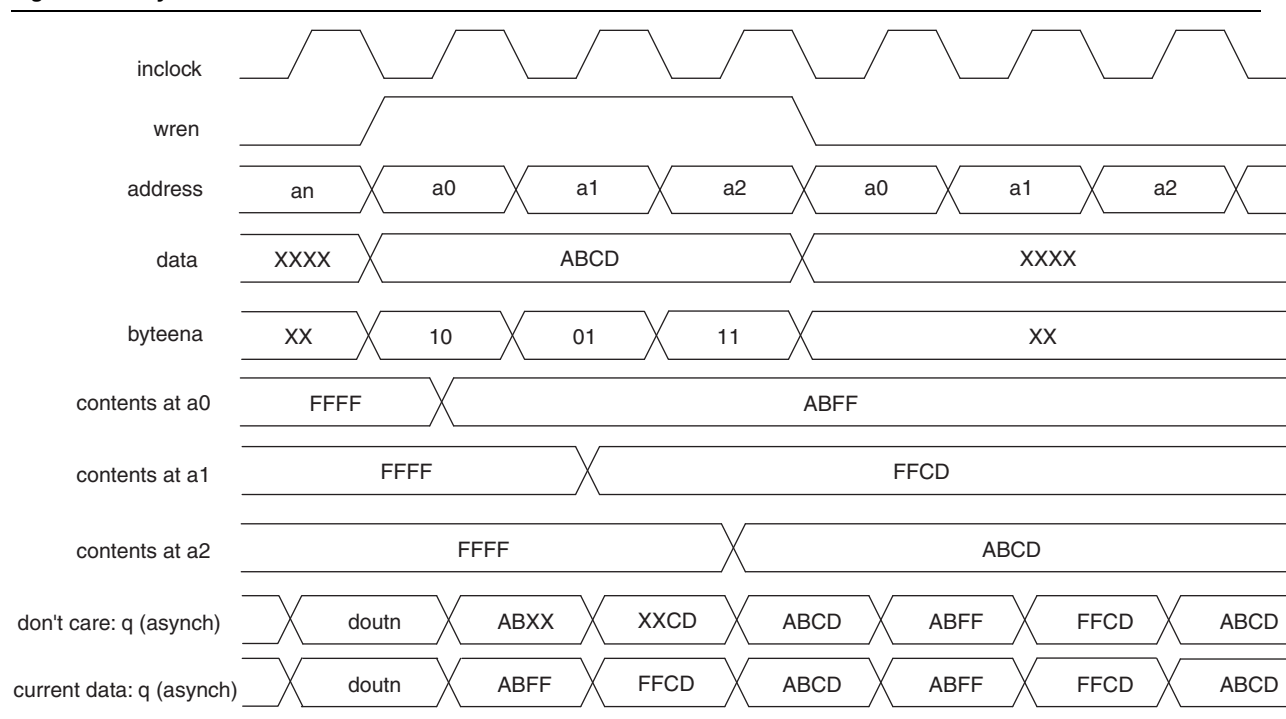 inclock
wren
address an a0 a1 a2 a0 a1 a2
data XXXX ABCD XXXX
byteena XX 10 01 11 XX
contents at a0 FFFF ABFF
contents at a1 FFFF FFCD
contents at a2 FFFF ABCD
don't care: q (asynch) doutn ABXX XXCD ABCD ABFF FFCD ABCD
current data: q (asynch) doutn ABFF FFCD ABCD ABFF FFCD ABCD